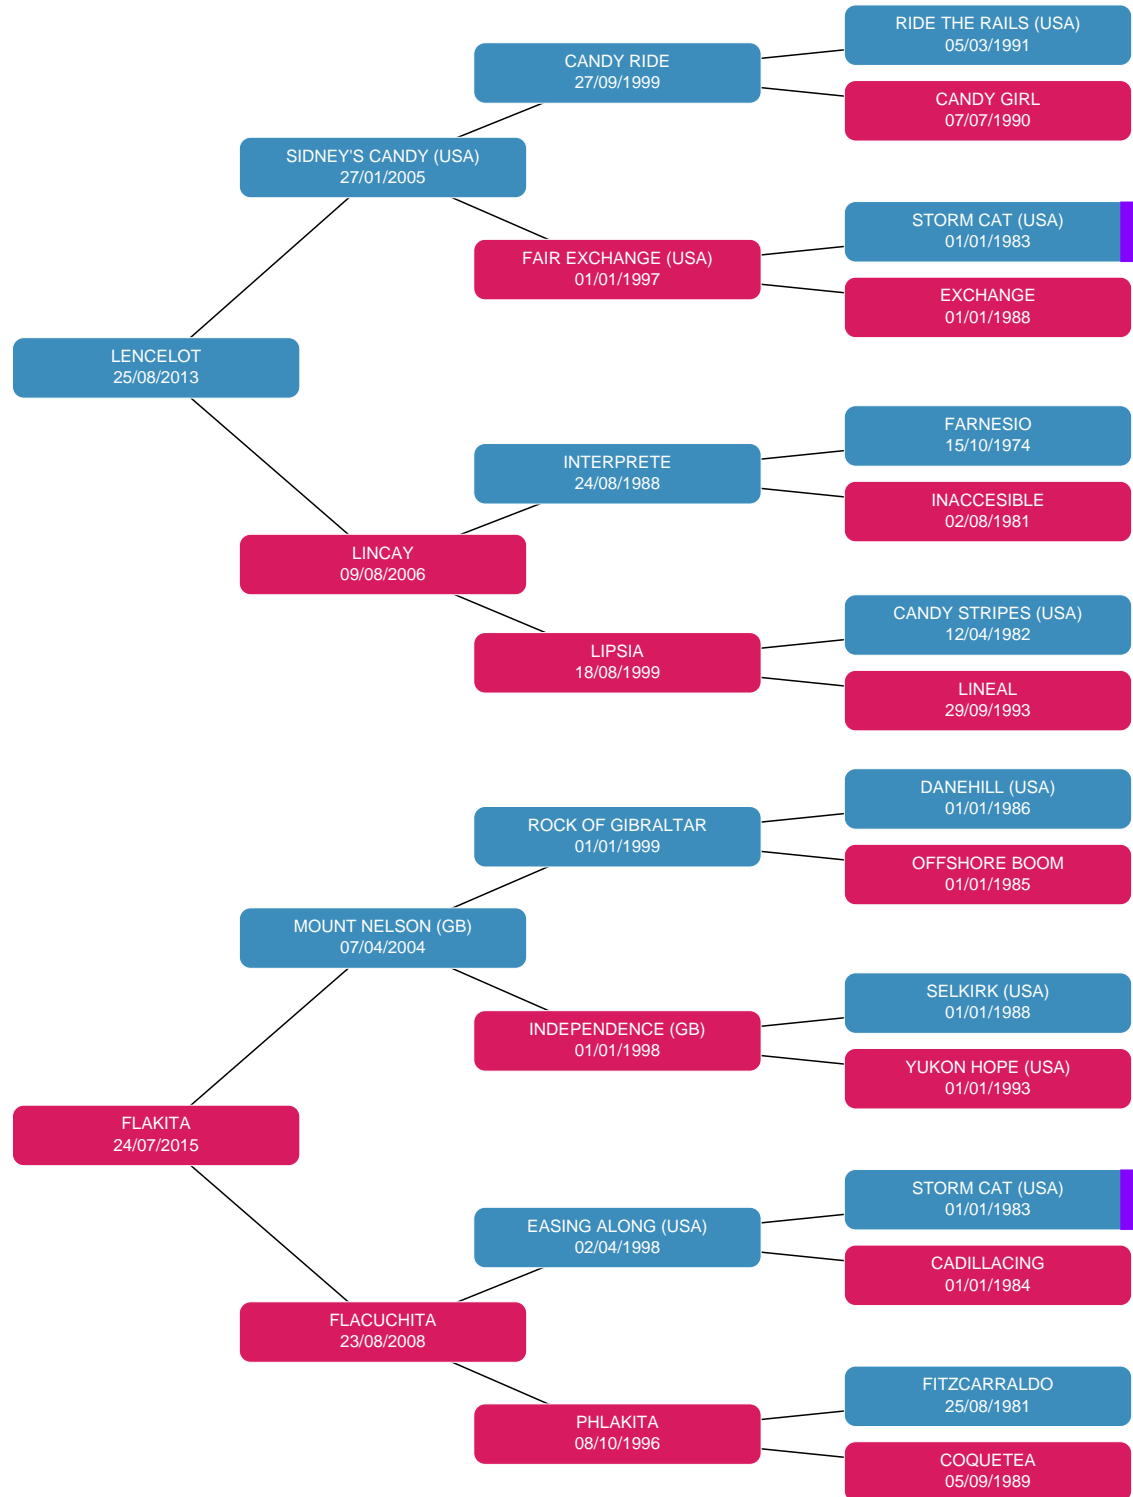 RIDE THE RAILS (USA)
05/03/1991
CANDY RIDE
27/09/1999
CANDY GIRL
07/07/1990
SIDNEY'S CANDY (USA)
27/01/2005
STORM CAT (USA)
01/01/1983
FAIR EXCHANGE (USA)
01/01/1997
EXCHANGE
01/01/1988
LENCELOT
25/08/2013
FARNESIO
15/10/1974
INTERPRETE
24/08/1988
INACCESIBLE
02/08/1981
LINCAY
09/08/2006
CANDY STRIPES (USA)
12/04/1982
LIPSIA
18/08/1999
LINEAL
29/09/1993
DANEHILL (USA)
01/01/1986
ROCK OF GIBRALTAR
01/01/1999
OFFSHORE BOOM
01/01/1985
MOUNT NELSON (GB)
07/04/2004
SELKIRK (USA)
01/01/1988
INDEPENDENCE (GB)
01/01/1998
YUKON HOPE (USA)
01/01/1993
FLAKITA
24/07/2015
STORM CAT (USA)
01/01/1983
EASING ALONG (USA)
02/04/1998
CADILLACING
01/01/1984
FLACUCHITA
23/08/2008
FITZCARRALDO
25/08/1981
PHLAKITA
08/10/1996
COQUETEA
05/09/1989